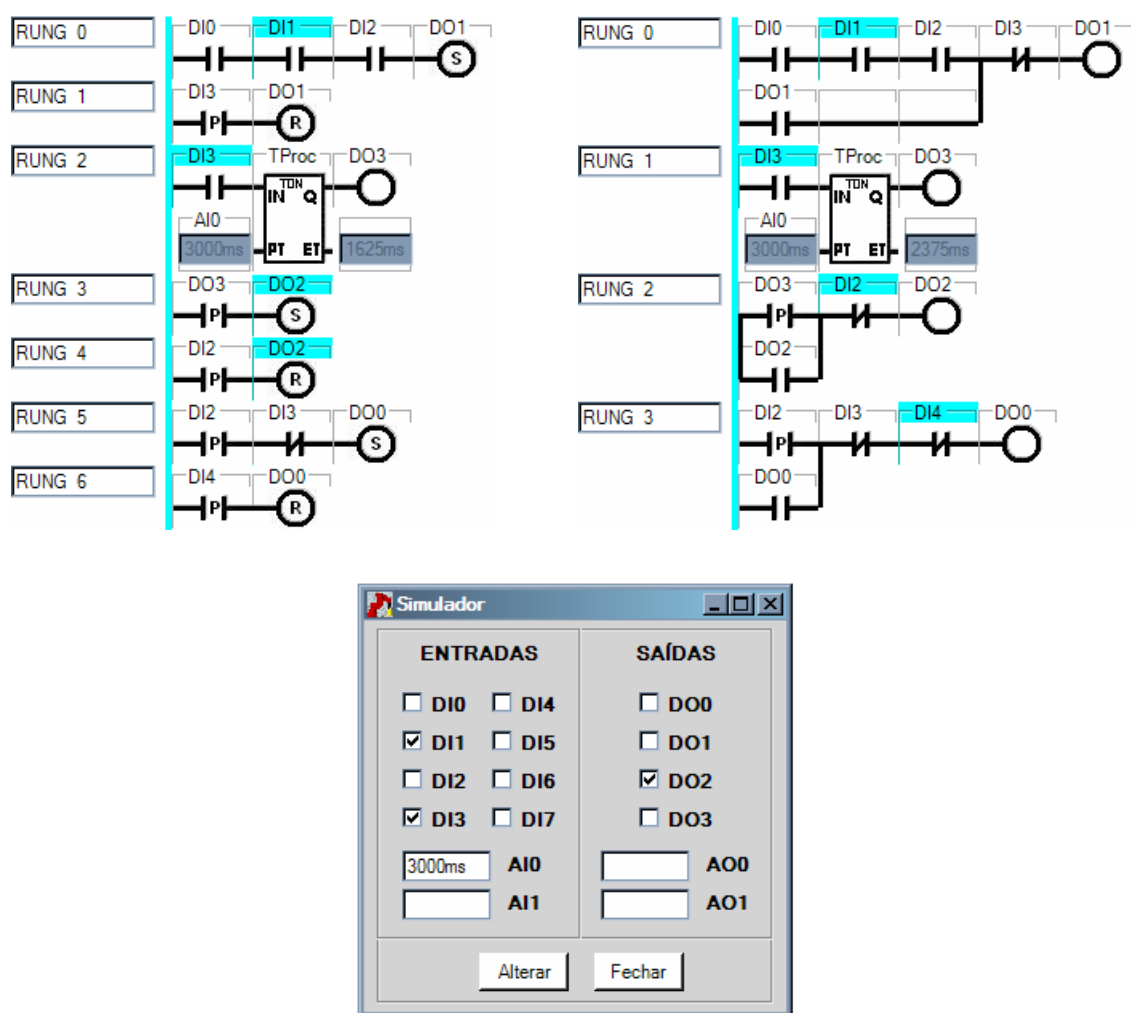 RUNG 0 DI0 DI1 DI2 DO1
S
RUNG 1 DI3 DO1
P R
RUNG 2 DI3 TProc DO3
TON
IN Q
AI0
3000ms PT ET 1625ms
RUNG 3 DO3 DO2
P S
RUNG 4 DI2 DO2
P R
RUNG 5 DI2 DI3 DO0
P S
RUNG 6 DI4 DO0
P R
RUNG 0 DI0 DI1 DI2 DI3 DO1
DO1
RUNG 1 DI3 TProc DO3
TON
IN Q
AI0
3000ms PT ET 2375ms
RUNG 2 DO3 DI2 DO2
P
DO2
RUNG 3 DI2 DI3 DI4 DO0
P
DO0
Simulador
ENTRADAS SAÍDAS
DI0 DI4 DO0
DI1 DI5 DO1
DI2 DI6 DO2
DI3 DI7 DO3
3000ms AI0 AO0
AI1 AO1
Alterar Fechar